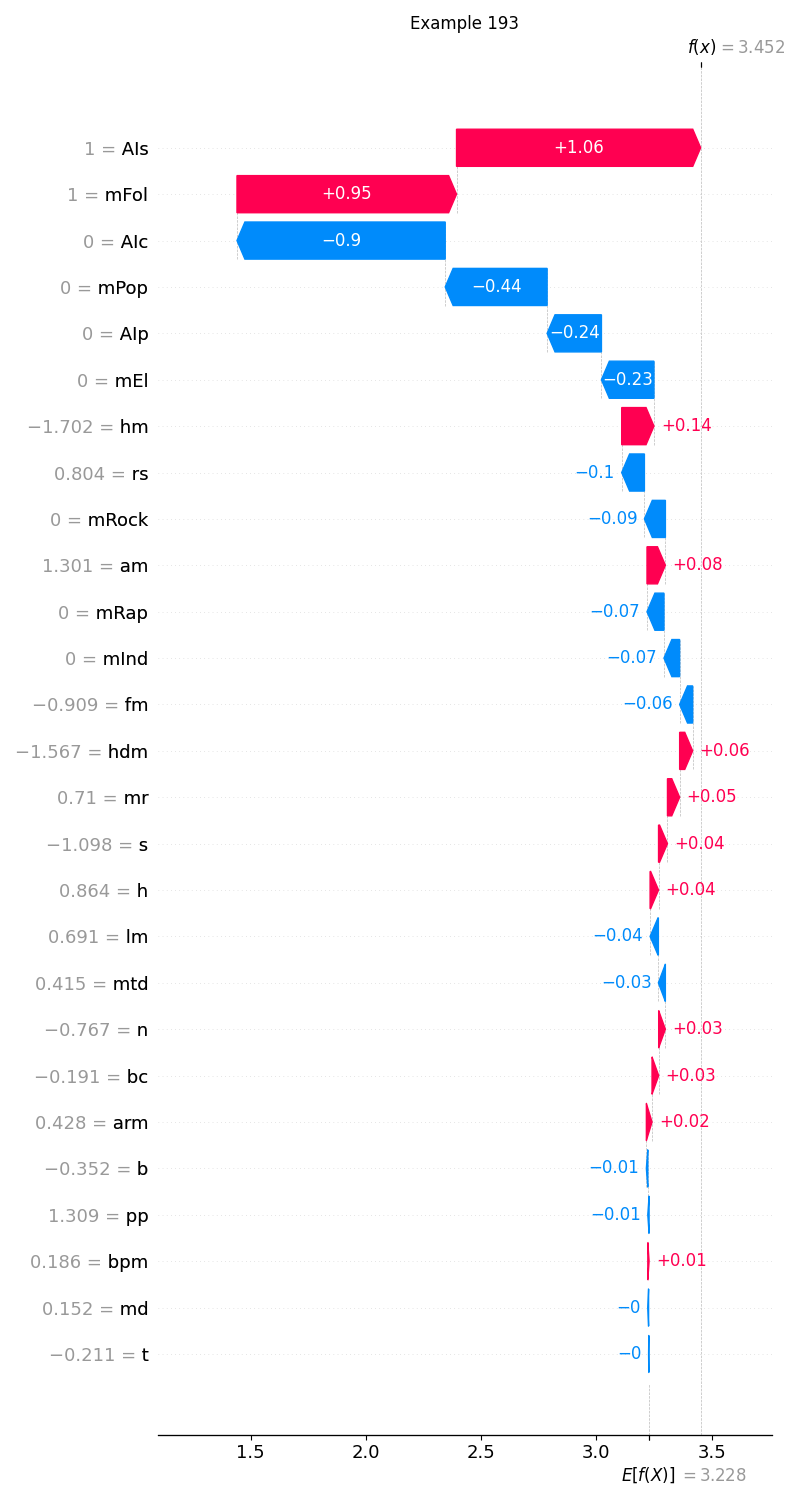 Example 193
f(x) = 3.452
1 = AIs +1.06
1 = mFol +0.95
0 = AIc −0.9
0 = mPop −0.44
0 = AIp −0.24
0 = mEl −0.23
−1.702 = hm +0.14
0.804 = rs −0.1
0 = mRock −0.09
1.301 = am +0.08
0 = mRap −0.07
0 = mInd −0.07
−0.909 = fm −0.06
−1.567 = hdm +0.06
0.71 = mr +0.05
−1.098 = s +0.04
0.864 = h +0.04
0.691 = lm −0.04
0.415 = mtd −0.03
−0.767 = n +0.03
−0.191 = bc +0.03
0.428 = arm +0.02
−0.352 = b −0.01
1.309 = pp −0.01
0.186 = bpm +0.01
0.152 = md −0
−0.211 = t −0
1.5 2.0 2.5 3.0 3.5
E[f(X)] = 3.228